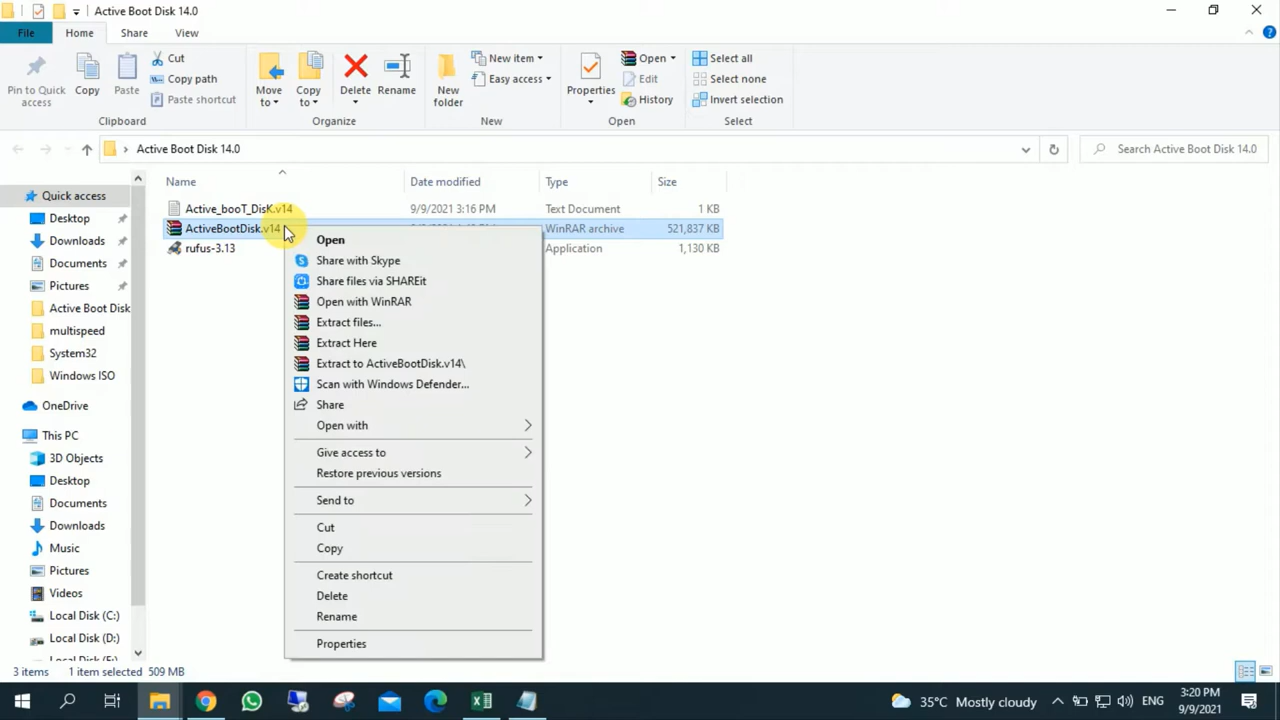 Active Boot Disk 14.0
File
Home
Share
View
Pin to Quick access
Copy
Paste
Cut
Copy path
Paste shortcut
Clipboard
Move to
Copy to
Delete
Rename
Organize
New folder
New item
Easy access
New
Properties
Open
Edit
History
Open
Select all
Select none
Invert selection
Select
Active Boot Disk 14.0
Search Active Boot Disk 14.0
Name
Date modified
Type
Size
Active_booT_DisK.v14
9/9/2021 3:16 PM
Text Document
1 KB
ActiveBootDisk.v14
WinRAR archive
521,837 KB
rufus-3.13
Application
1,130 KB
Quick access
Desktop
Downloads
Documents
Pictures
Active Boot Disk
multispeed
System32
Windows ISO
OneDrive
This PC
3D Objects
Desktop
Documents
Downloads
Music
Pictures
Videos
Local Disk (C:)
Local Disk (D:)
Open
Share with Skype
Share files via SHAREit
Open with WinRAR
Extract files...
Extract Here
Extract to ActiveBootDisk.v14\
Scan with Windows Defender...
Share
Open with
Give access to
Restore previous versions
Send to
Cut
Copy
Create shortcut
Delete
Rename
Properties
3 items
1 item selected 509 MB
35°C Mostly cloudy
ENG
3:20 PM
9/9/2021